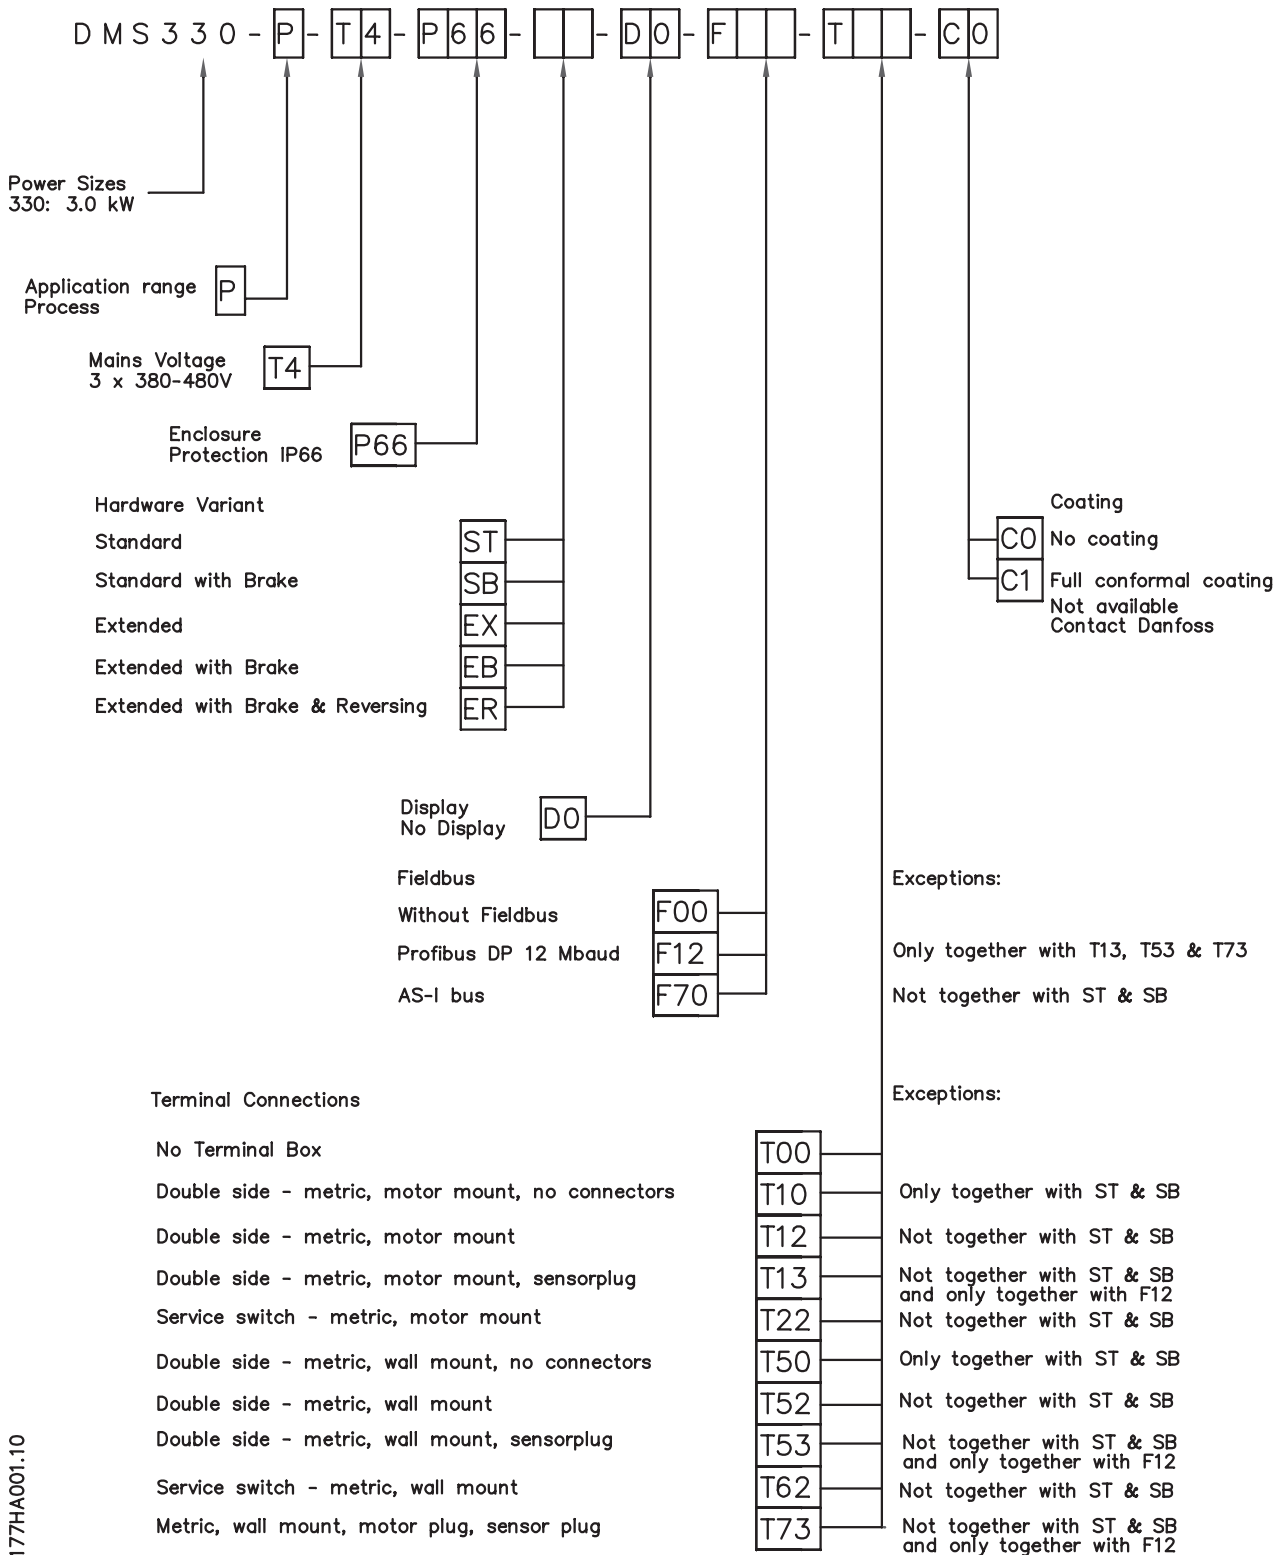 DMS330-P-T4-P66-  -D0-F  -T  -C0
Power Sizes
330: 3.0 kW
Application range
Process
P
Mains Voltage
3 x 380-480V
T4
Enclosure
Protection IP66
P66
Hardware Variant
Standard
ST
Standard with Brake
SB
Extended
EX
Extended with Brake
EB
Extended with Brake & Reversing
ER
Coating
C0
No coating
C1
Full conformal coating
Not available
Contact Danfoss
Display
No Display
D0
Fieldbus
Exceptions:
Without Fieldbus
F00
Profibus DP 12 Mbaud
F12
Only together with T13, T53 & T73
AS-I bus
F70
Not together with ST & SB
Terminal Connections
Exceptions:
No Terminal Box
T00
Double side - metric, motor mount, no connectors
T10
Only together with ST & SB
Double side - metric, motor mount
T12
Not together with ST & SB
Double side - metric, motor mount, sensorplug
T13
Not together with ST & SB
and only together with F12
Service switch - metric, motor mount
T22
Not together with ST & SB
Double side - metric, wall mount, no connectors
T50
Only together with ST & SB
Double side - metric, wall mount
T52
Not together with ST & SB
Double side - metric, wall mount, sensorplug
T53
Not together with ST & SB
and only together with F12
Service switch - metric, wall mount
T62
Not together with ST & SB
Metric, wall mount, motor plug, sensor plug
T73
Not together with ST & SB
and only together with F12
177HA001.10